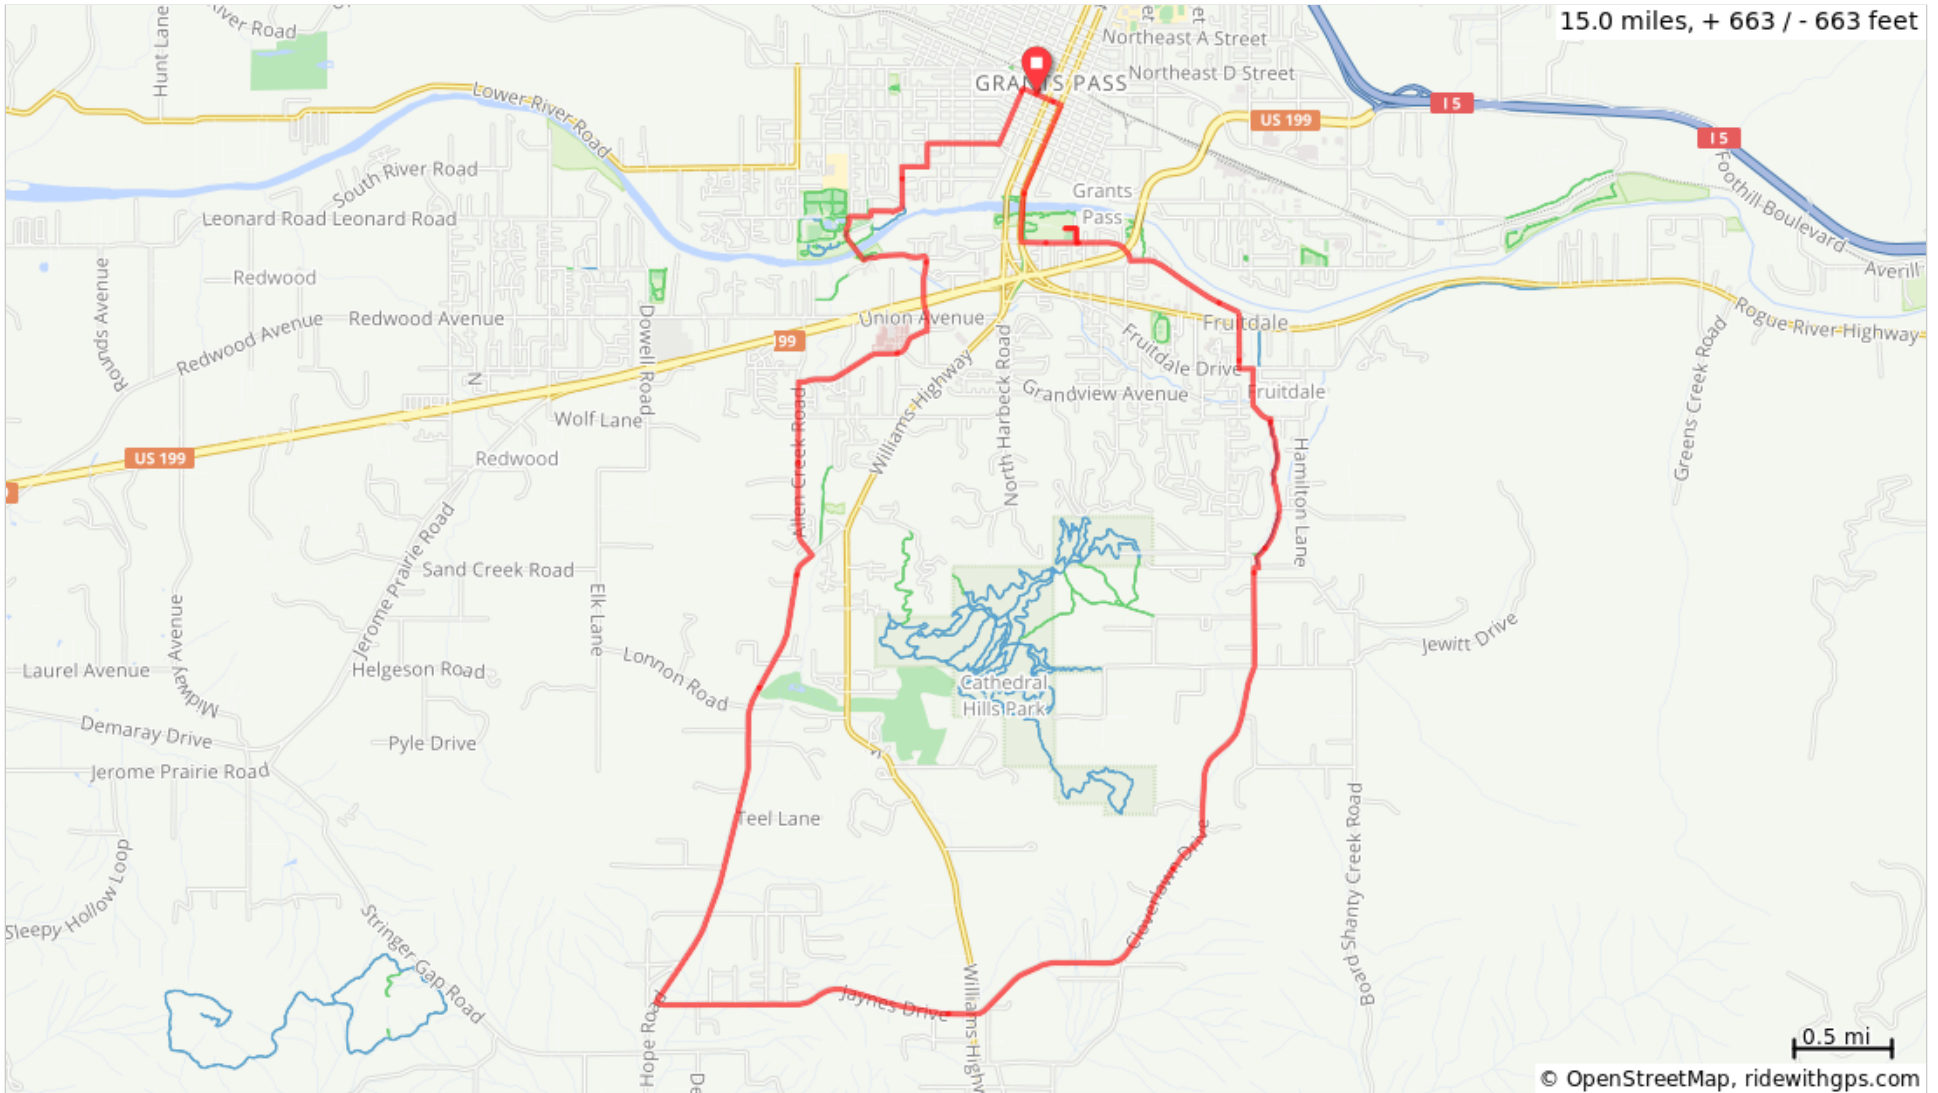 15.0 miles, + 663 / - 663 feet
River Road
Hunt Lane
Northeast A Street
Northeast D Street
GRANTS PASS
Lower River Road
I 5
US 199
I 5
Foothill Boulevard
South River Road
Leonard Road Leonard Road
Grants
Pass
Averill
Redwood
Rounds Avenue
Redwood Avenue
Redwood Avenue
Dowell Road
Union Avenue
99
Fruitdale
Rogue River Highway
Fruitdale Drive
Greens Creek Road
N
Wolf Lane
Williams Highway
North Harbeck Road
Grandview Avenue
Fruitdale
US 199
Redwood
Allen Creek Road
Hamilton Lane
Jerome Prairie Road
Sand Creek Road
Elk Lane
Midway Avenue
Jewitt Drive
Laurel Avenue
Helgeson Road
Lonnon Road
Cathedral
Hills Park
Demaray Drive
Pyle Drive
Jerome Prairie Road
Teel Lane
Cloverlawn Drive
Board Shanty Creek Road
Sleepy Hollow Loop
Stringer Gap Road
Hope Road
Jaynes Drive
Williams Highw
De
0.5 mi
© OpenStreetMap, ridewithgps.com